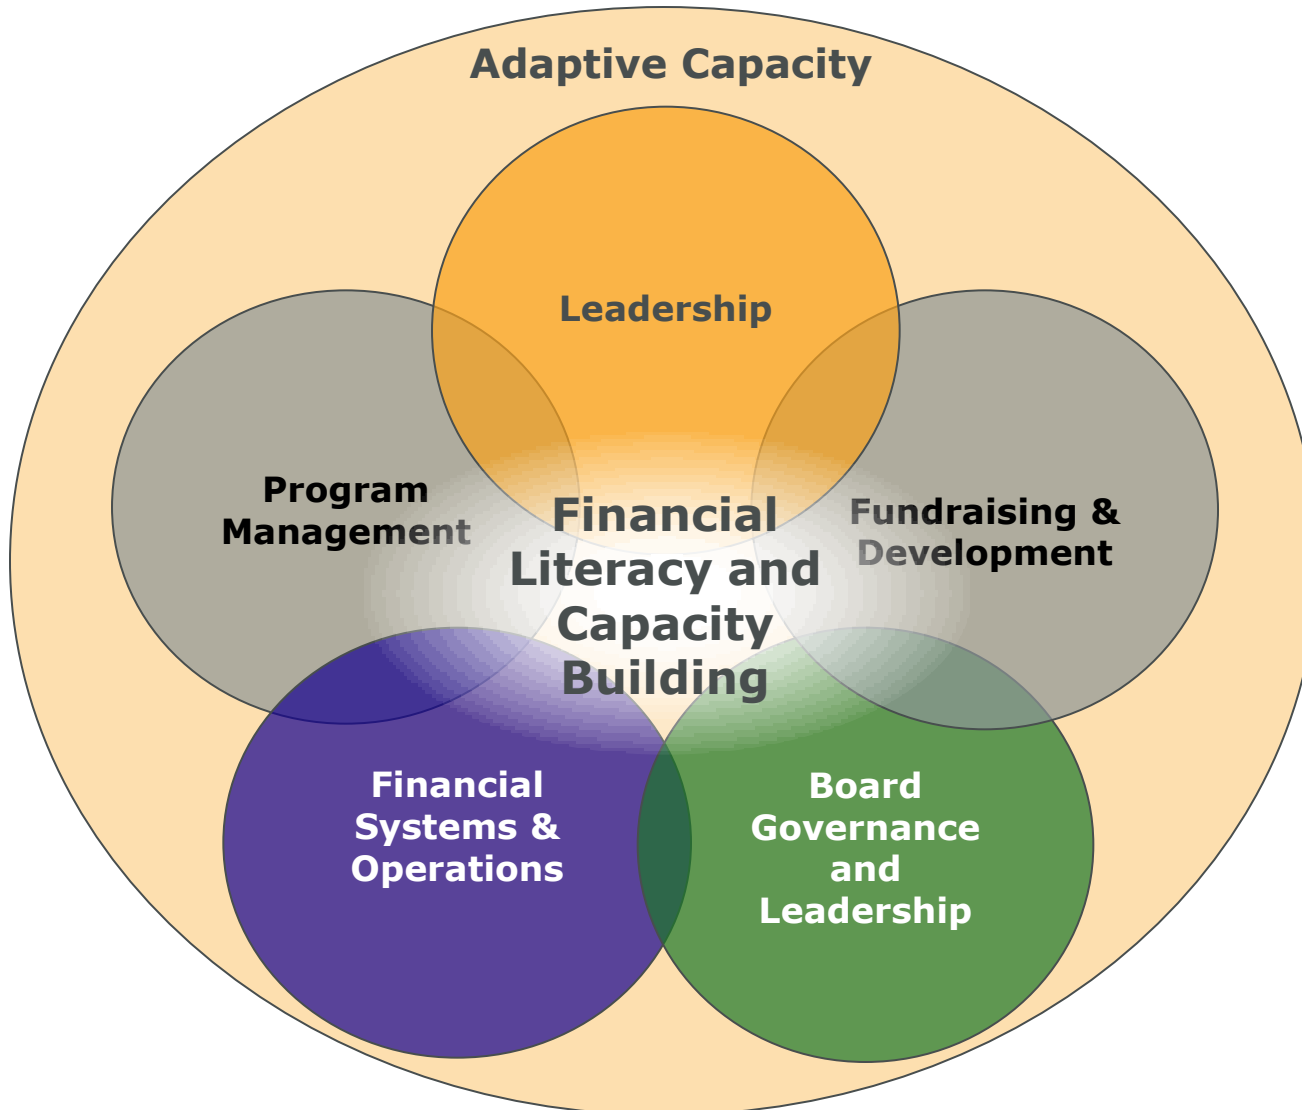 Adaptive Capacity
Leadership
Program
Management
Financial
Literacy and
Capacity
Building
Fundraising &
Development
Financial
Systems &
Operations
Board
Governance
and
Leadership